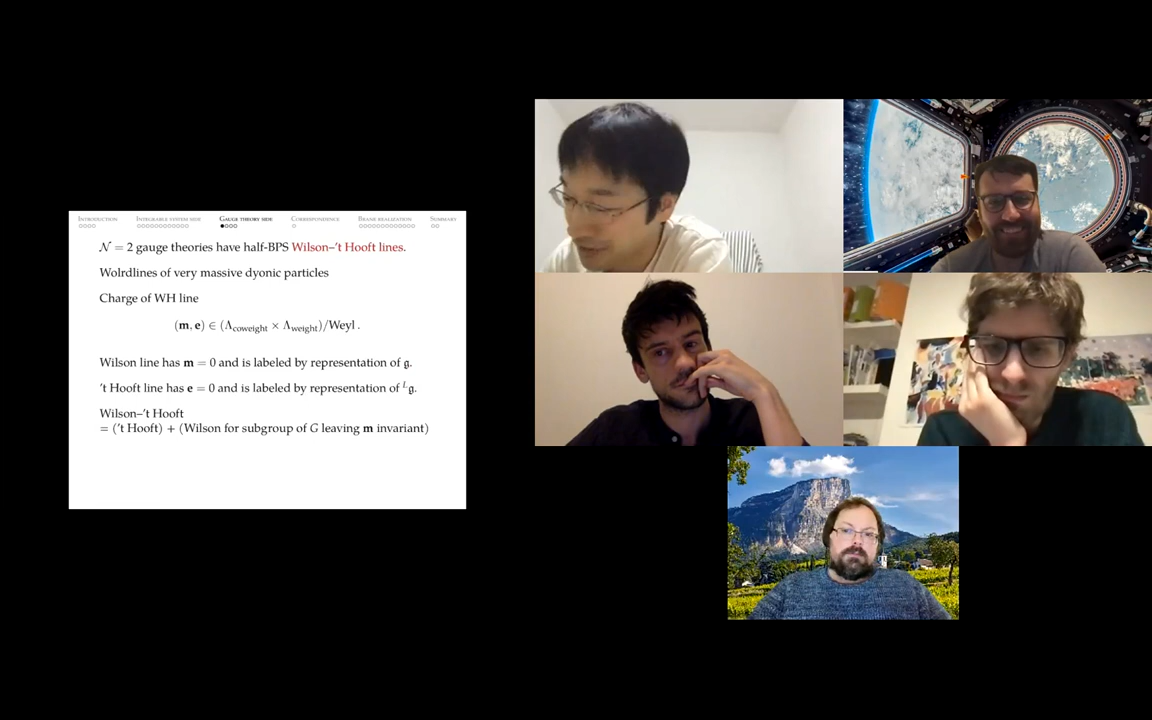 INTRODUCTION INTEGRABLE SYSTEM SIDE GAUGE THEORY SIDE CORRESPONDENCE BRANE REALIZATION SUMMARY
𝒩 = 2 gauge theories have half-BPS Wilson–'t Hooft lines.
Wolrdlines of very massive dyonic particles
Charge of WH line
(m, e) ∈ (Λcoweight × Λweight)/Weyl .
Wilson line has m = 0 and is labeled by representation of 𝔤.
't Hooft line has e = 0 and is labeled by representation of ᴸ𝔤.
Wilson–'t Hooft
= ('t Hooft) + (Wilson for subgroup of G leaving m invariant)